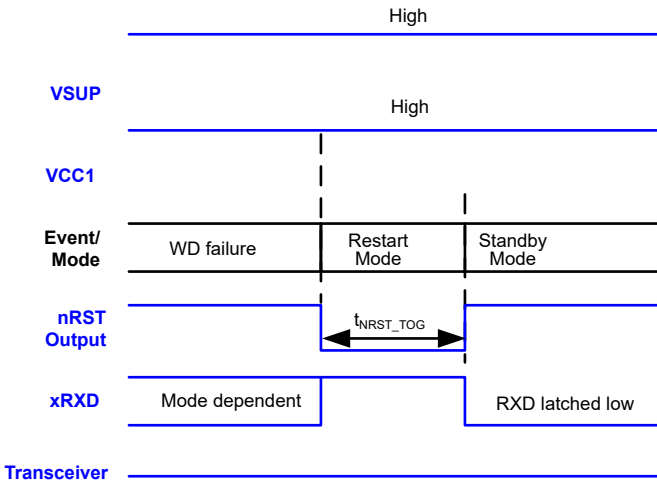 High
VSUP
High
VCC1
Event/
Mode
WD failure
Restart
Mode
Standby
Mode
nRST
Output
tNRST_TOG
xRXD
Mode dependent
RXD latched low
Transceiver